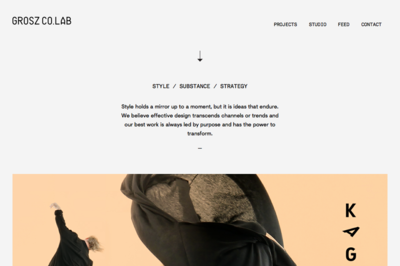 GROSZ CO.LAB
PROJECTS STUDIO FEED CONTACT
STYLE / SUBSTANCE / STRATEGY
Style holds a mirror up to a moment, but it is ideas that endure.
We believe effective design transcends channels or trends and
our best work is always led by purpose and has the power to
transform.
—
K
G